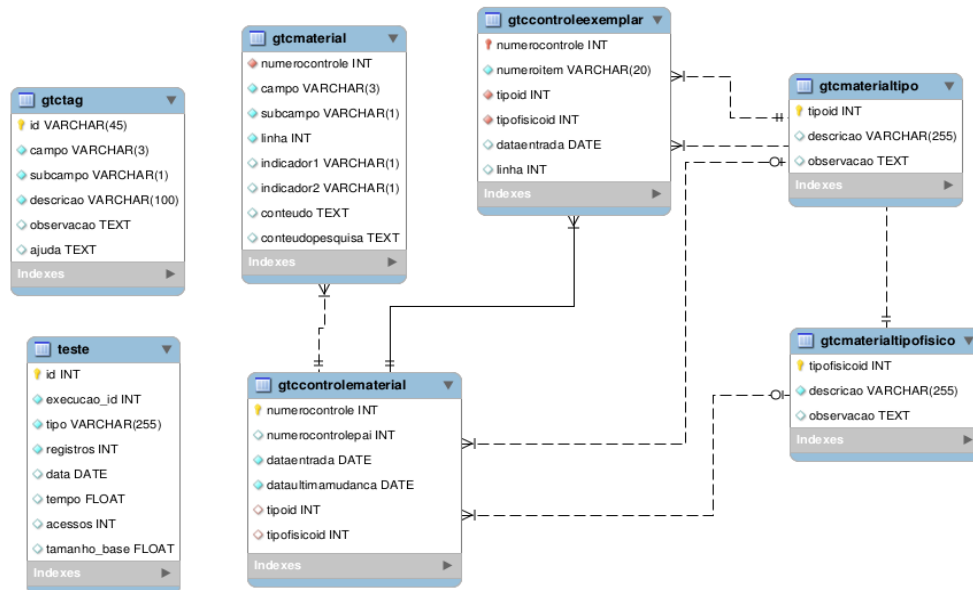 gtctag
id VARCHAR(45)
campo VARCHAR(3)
subcampo VARCHAR(1)
descricao VARCHAR(100)
observacao TEXT
ajuda TEXT
Indexes
gtcmaterial
numerocontrole INT
campo VARCHAR(3)
subcampo VARCHAR(1)
linha INT
indicador1 VARCHAR(1)
indicador2 VARCHAR(1)
conteudo TEXT
conteudopesquisa TEXT
Indexes
gtccontroleexemplar
numerocontrole INT
numeroitem VARCHAR(20)
tipoid INT
tipofisicoid INT
dataentrada DATE
linha INT
Indexes
gtcmaterialtipo
tipoid INT
descricao VARCHAR(255)
observacao TEXT
Indexes
teste
id INT
execucao_id INT
tipo VARCHAR(255)
registros INT
data DATE
tempo FLOAT
acessos INT
tamanho_base FLOAT
Indexes
gtccontrolematerial
numerocontrole INT
numerocontrolepai INT
dataentrada DATE
dataultimamudanca DATE
tipoid INT
tipofisicoid INT
Indexes
gtcmaterialtipofisico
tipofisicoid INT
descricao VARCHAR(255)
observacao TEXT
Indexes